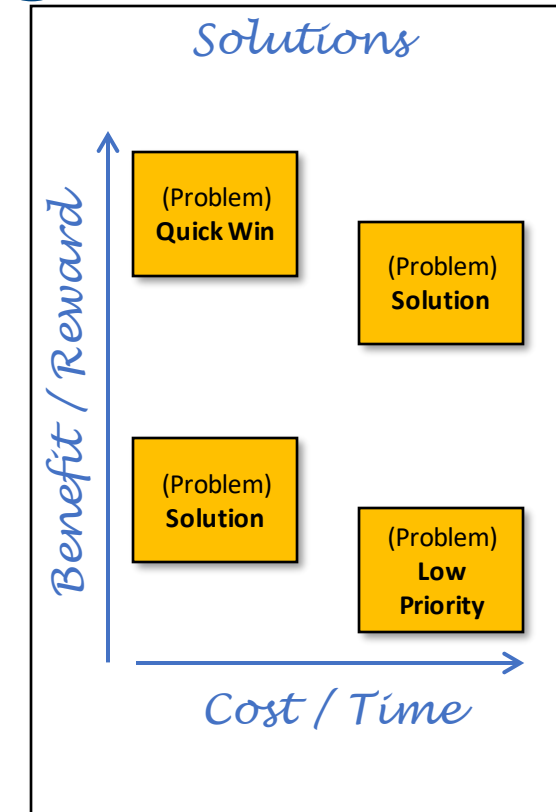 Solutions
Benefit / Reward
(Problem)
Quick Win
(Problem)
Solution
(Problem)
Solution
(Problem)
Low
Priority
Cost / Time